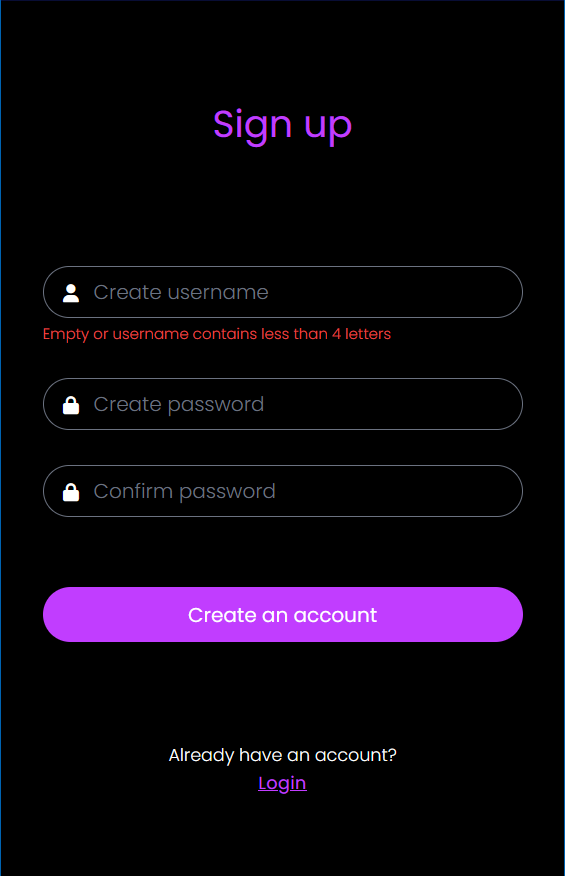 Sign up
Create username
Empty or username contains less than 4 letters
Create password
Confirm password
Create an account
Already have an account?
Login